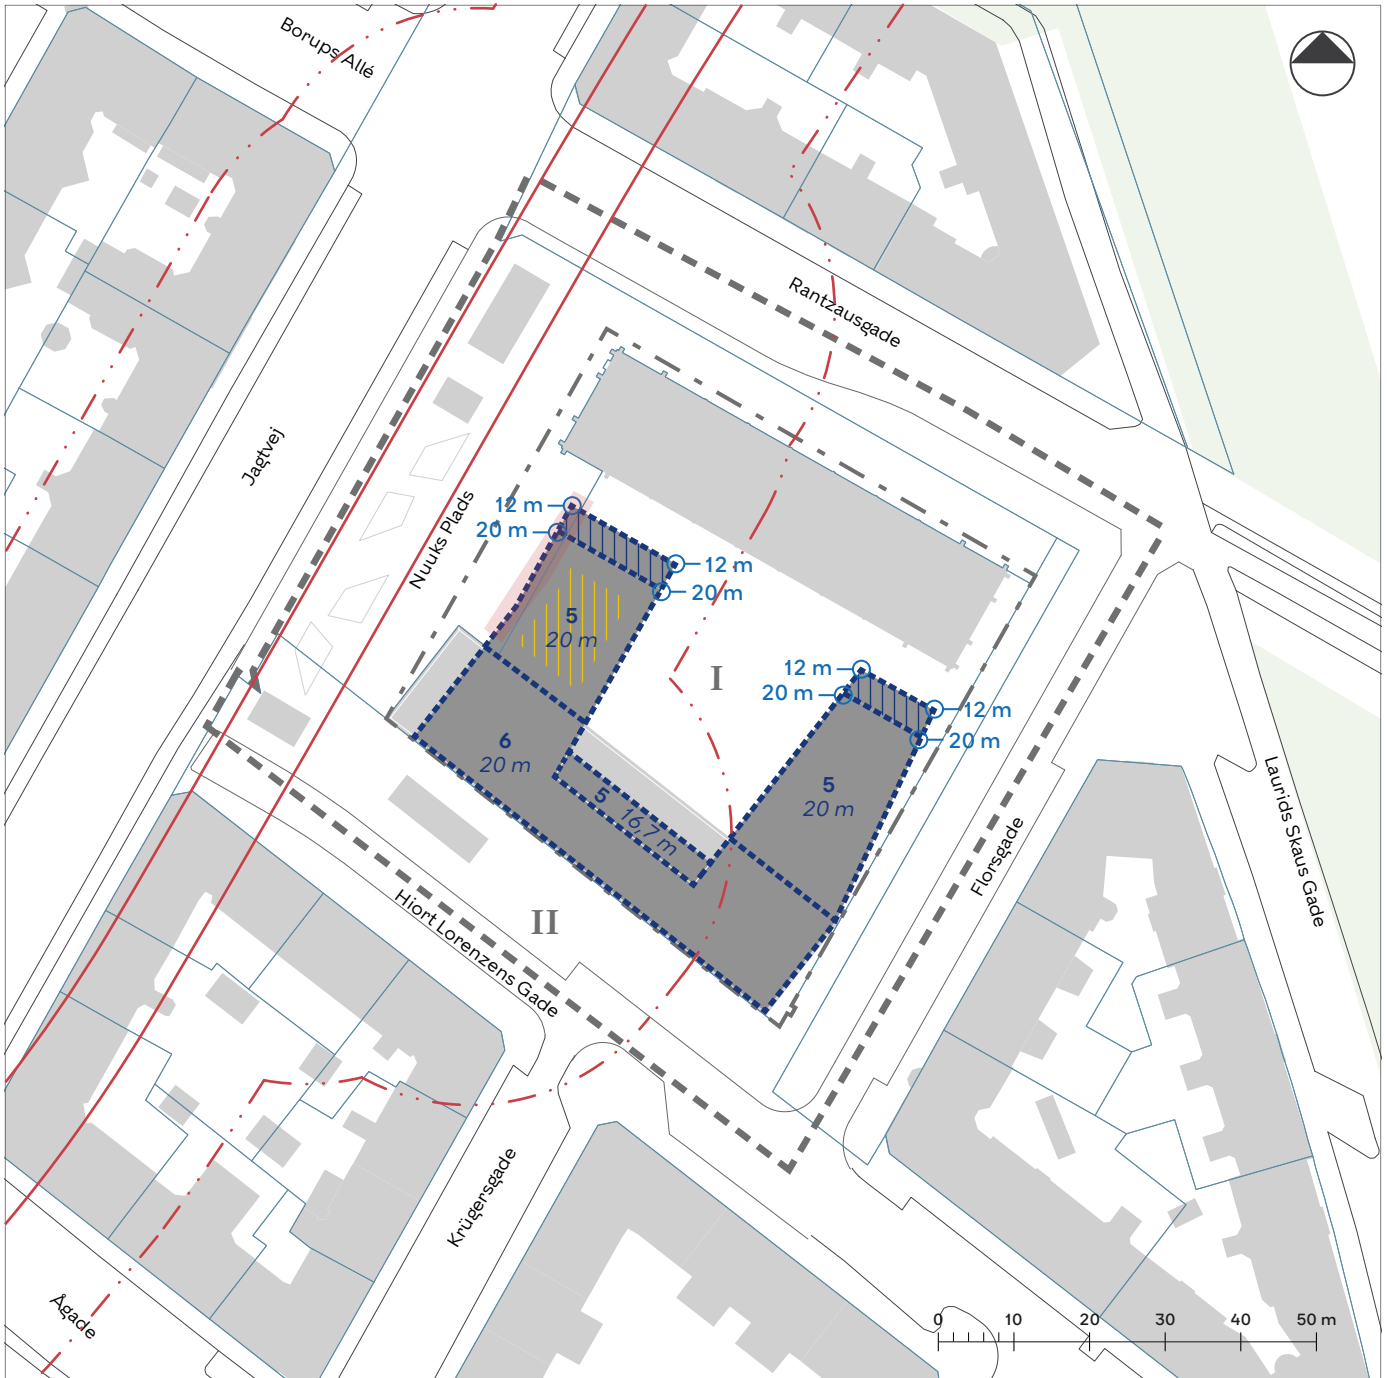 Borups Allé
Rantzausgade
Jagtvej
Nuuks Plads
12 m
20 m
12 m
20 m
5
20 m
I
12 m
20 m
12 m
20 m
6
20 m
5
20 m
5 16,7 m
Laurids Skaus Gade
Florsgade
II
Hiort Lorenzens Gade
Krügersgade
Ågade
0 10 20 30 40 50 m